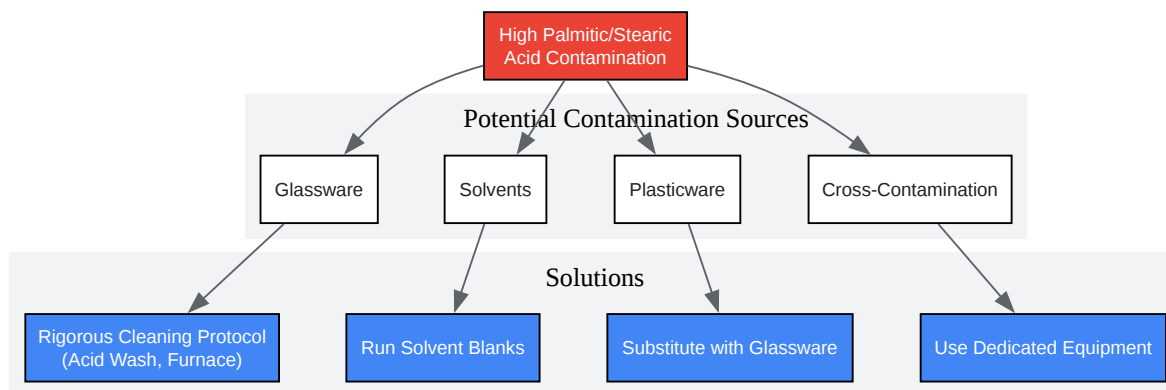 High Palmitic/Stearic
Acid Contamination
Potential Contamination Sources
Glassware
Solvents
Plasticware
Cross-Contamination
Solutions
Rigorous Cleaning Protocol
(Acid Wash, Furnace)
Run Solvent Blanks
Substitute with Glassware
Use Dedicated Equipment